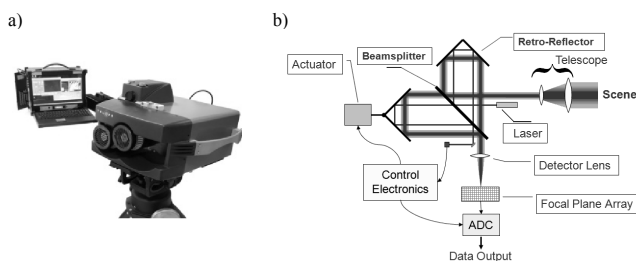 a)
b)
Retro-Reflector
Beamsplitter
Telescope
Actuator
Scene
Laser
Control
Electronics
Detector Lens
Focal Plane Array
ADC
Data Output